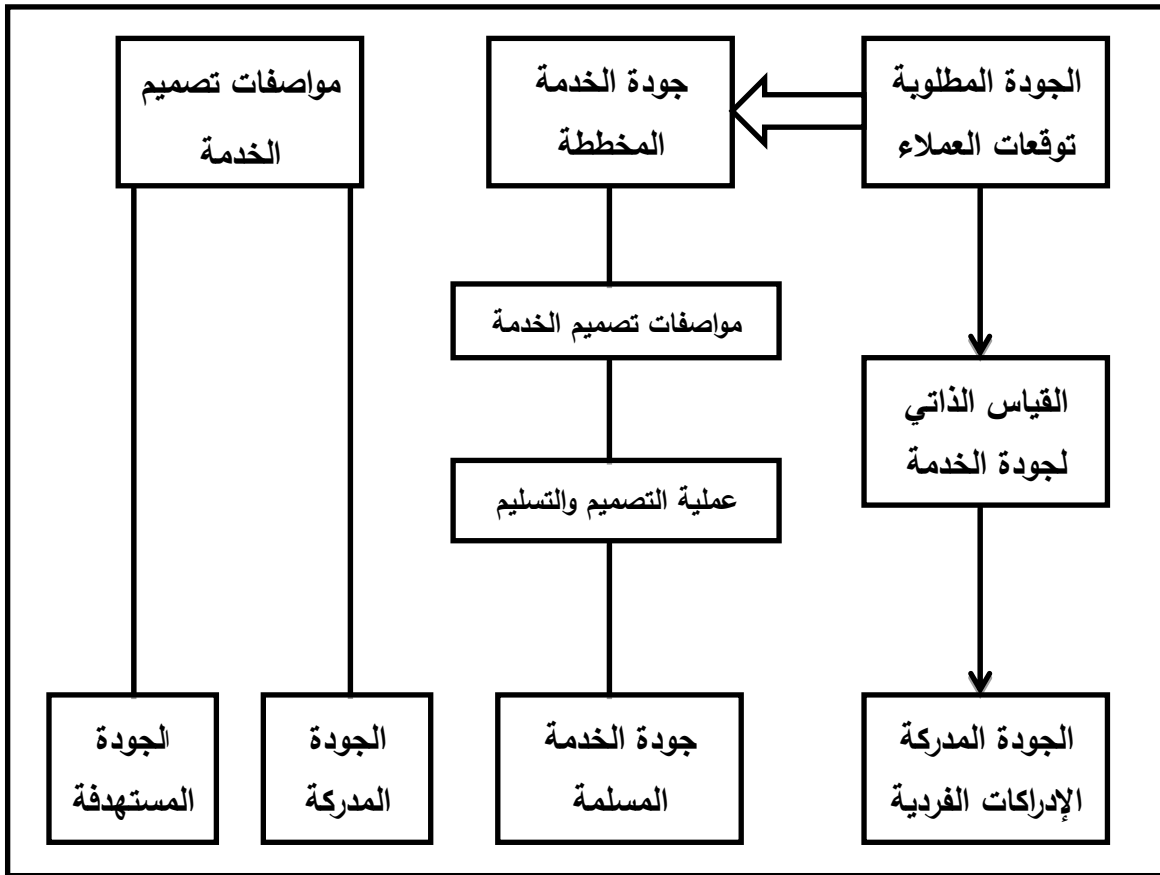 الجودة المطلوبة
توقعات العملاء
جودة الخدمة
المخططة
مواصفات تصميم
الخدمة
مواصفات تصميم الخدمة
القياس الذاتي
لجودة الخدمة
عملية التصميم والتسليم
الجودة المدركة
الإدراكات الفردية
جودة الخدمة
المسلمة
الجودة
المدركة
الجودة
المستهدفة